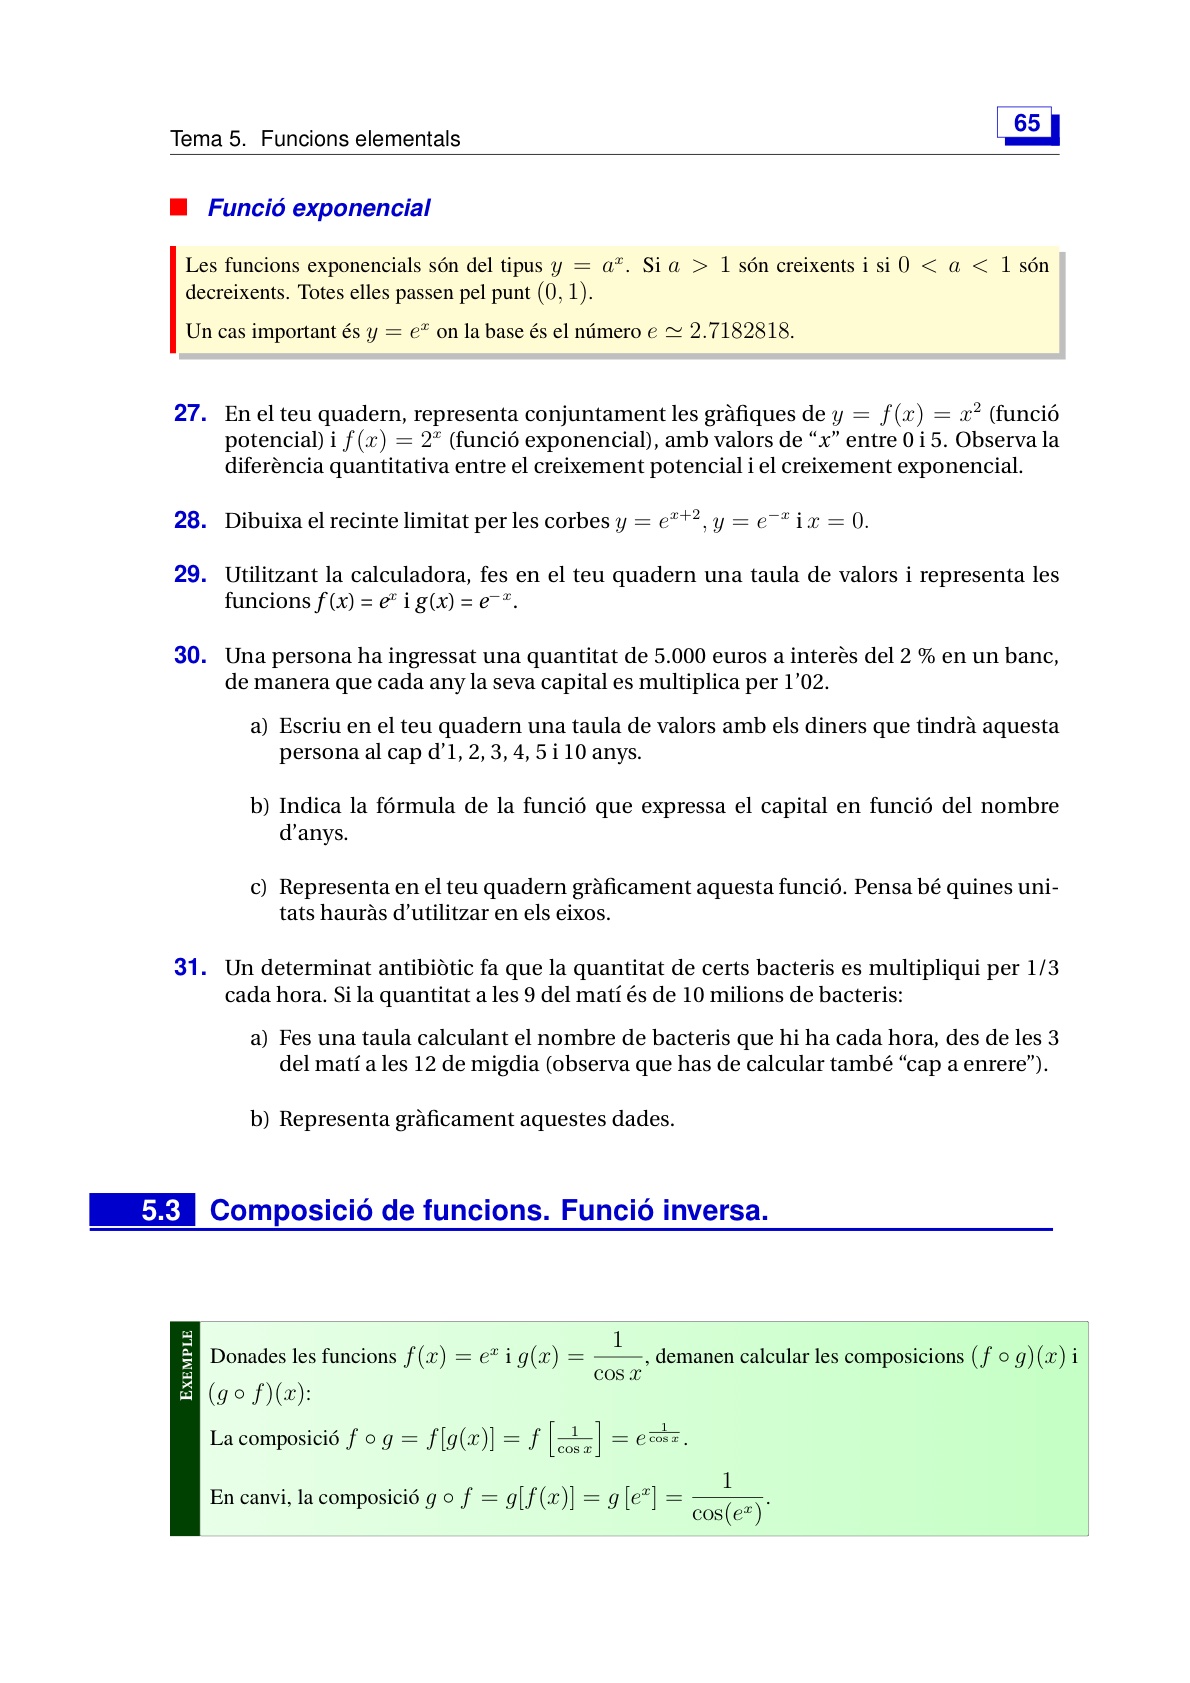 Tema 5. Funcions elementals
65
Funció exponencial
Les funcions exponencials són del tipus y = a^x. Si a > 1 són creixents i si 0 < a < 1 són
decreixents. Totes elles passen pel punt (0, 1).
Un cas important és y = e^x on la base és el número e ≃ 2.7182818.
27. En el teu quadern, representa conjuntament les gràfiques de y = f(x) = x^2 (funció
potencial) i f(x) = 2^x (funció exponencial), amb valors de “x” entre 0 i 5. Observa la
diferència quantitativa entre el creixement potencial i el creixement exponencial.
28. Dibuixa el recinte limitat per les corbes y = e^{x+2}, y = e^{−x} i x = 0.
29. Utilitzant la calculadora, fes en el teu quadern una taula de valors i representa les
funcions f(x) = e^x i g(x) = e^{−x}.
30. Una persona ha ingressat una quantitat de 5.000 euros a interès del 2 % en un banc,
de manera que cada any la seva capital es multiplica per 1’02.
a) Escriu en el teu quadern una taula de valors amb els diners que tindrà aquesta
persona al cap d’1, 2, 3, 4, 5 i 10 anys.
b) Indica la fórmula de la funció que expressa el capital en funció del nombre
d’anys.
c) Representa en el teu quadern gràficament aquesta funció. Pensa bé quines uni-
tats hauràs d’utilitzar en els eixos.
31. Un determinat antibiòtic fa que la quantitat de certs bacteris es multipliqui per 1/3
cada hora. Si la quantitat a les 9 del matí és de 10 milions de bacteris:
a) Fes una taula calculant el nombre de bacteris que hi ha cada hora, des de les 3
del matí a les 12 de migdia (observa que has de calcular també “cap a enrere”).
b) Representa gràficament aquestes dades.
5.3 Composició de funcions. Funció inversa.
EXEMPLE
Donades les funcions f(x) = e^x i g(x) = \frac{1}{\cos x}, demanen calcular les composicions (f ∘ g)(x) i
(g ∘ f)(x):
La composició f ∘ g = f[g(x)] = f[\frac{1}{\cos x}] = e^{\frac{1}{\cos x}}.
En canvi, la composició g ∘ f = g[f(x)] = g[e^x] = \frac{1}{\cos(e^x)}.